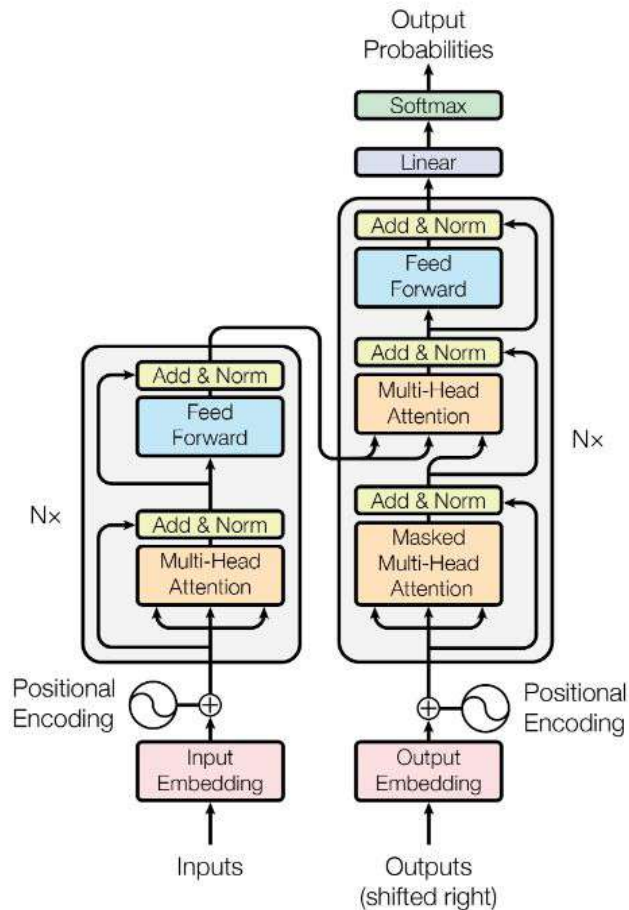 Output
Probabilities
Softmax
Linear
Add & Norm
Feed
Forward
Add & Norm
Multi-Head
Attention
Add & Norm
Masked
Multi-Head
Attention
N×
Add & Norm
Feed
Forward
Add & Norm
Multi-Head
Attention
N×
Positional
Encoding
Positional
Encoding
Input
Embedding
Output
Embedding
Inputs
Outputs
(shifted right)